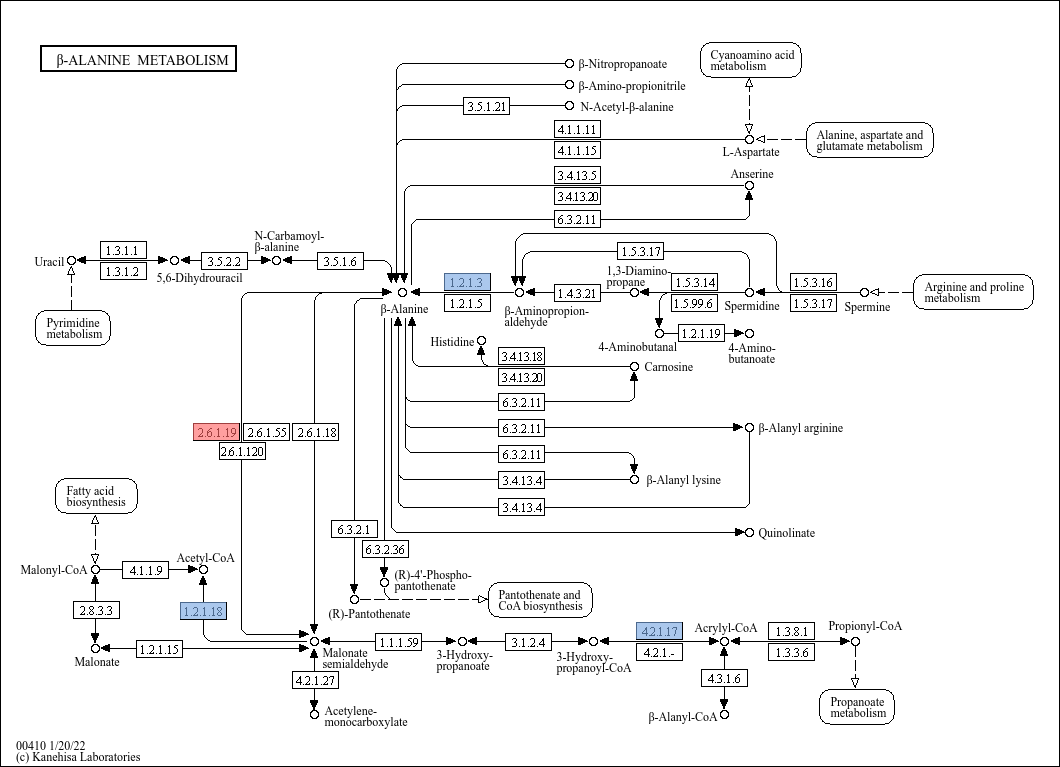 β-ALANINE METABOLISM
β-Nitropropanoate
β-Amino-propionitrile
3.5.1.21
N-Acetyl-β-alanine
Cyanoamino acid
metabolism
4.1.1.11
4.1.1.15
L-Aspartate
Alanine, aspartate and
glutamate metabolism
Anserine
3.4.13.5
3.4.13.20
6.3.2.11
Uracil
1.3.1.1
1.3.1.2
5,6-Dihydrouracil
3.5.2.2
N-Carbamoyl-
β-alanine
3.5.1.6
Pyrimidine
metabolism
β-Alanine
1.2.1.3
1.2.1.5
β-Aminopropion-
aldehyde
1.4.3.21
1.5.3.17
1,3-Diamino-
propane
1.5.3.14
1.5.99.6
Spermidine
1.5.3.16
1.5.3.17
Spermine
Arginine and proline
metabolism
4-Aminobutanal
1.2.1.19
4-Amino-
butanoate
Histidine
3.4.13.18
3.4.13.20
Carnosine
6.3.2.11
6.3.2.11
β-Alanyl arginine
6.3.2.11
3.4.13.4
β-Alanyl lysine
3.4.13.4
Quinolinate
2.6.1.19
2.6.1.55
2.6.1.18
2.6.1.120
6.3.2.1
6.3.2.36
(R)-4'-Phospho-
pantothenate
(R)-Pantothenate
Pantothenate and
CoA biosynthesis
Fatty acid
biosynthesis
Malonyl-CoA
4.1.1.9
Acetyl-CoA
2.8.3.3
1.2.1.18
Malonate
1.2.1.15
Malonate
semialdehyde
1.1.1.59
3-Hydroxy-
propanoate
3.1.2.4
3-Hydroxy-
propanoyl-CoA
4.2.1.17
4.2.1.-
Acrylyl-CoA
1.3.8.1
1.3.3.6
Propionyl-CoA
4.2.1.27
Acetylene-
monocarboxylate
4.3.1.6
β-Alanyl-CoA
Propanoate
metabolism
00410 1/20/22
(c) Kanehisa Laboratories